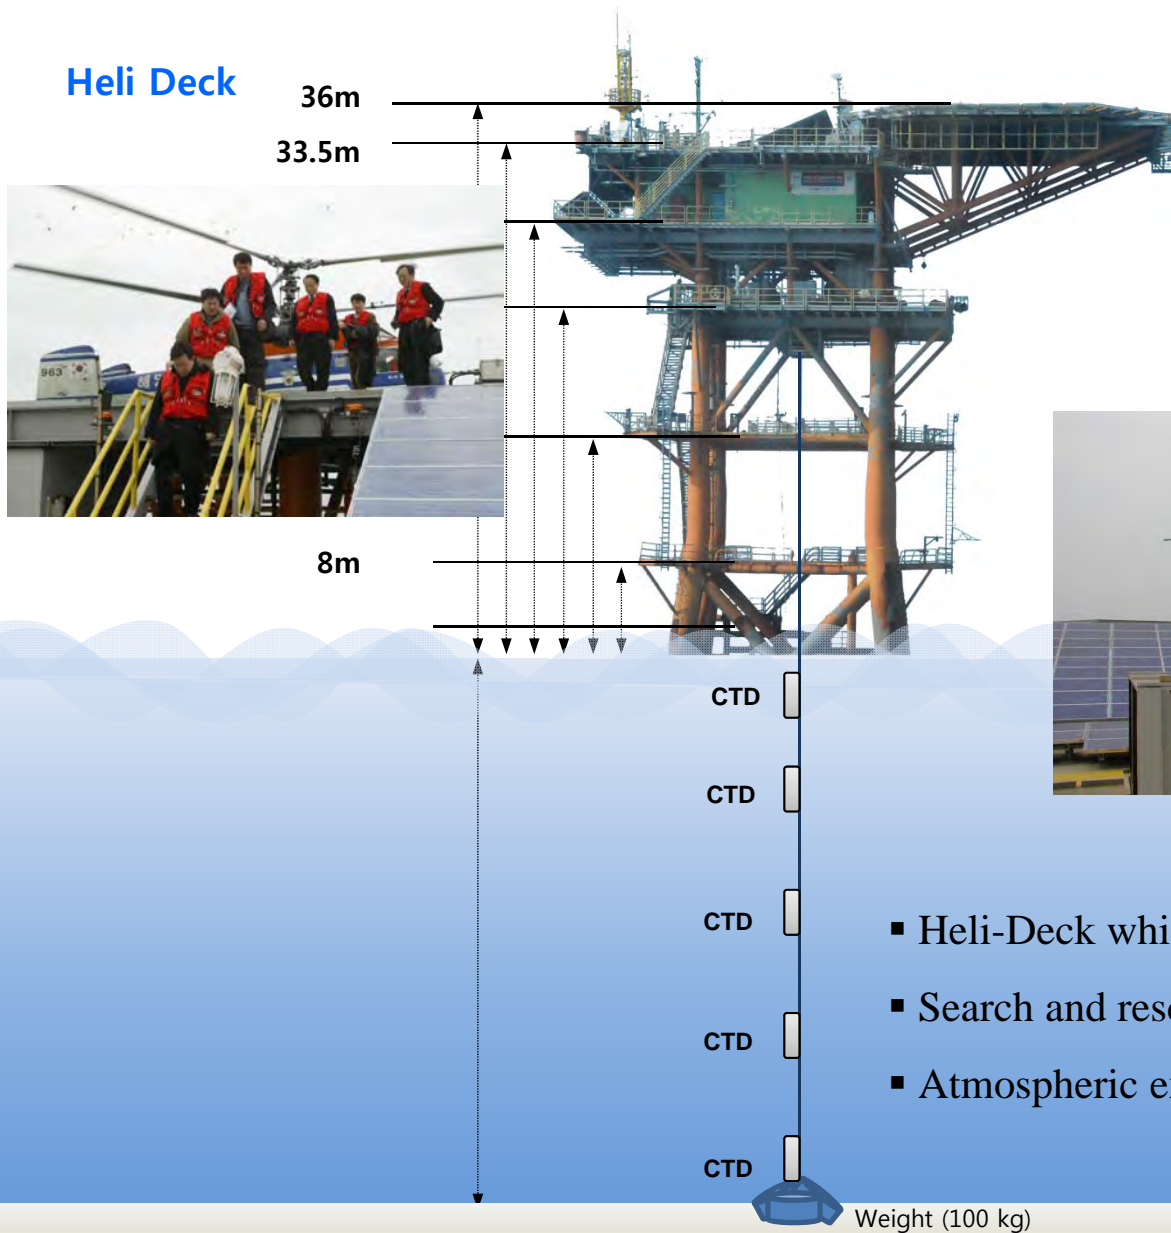 Heli Deck
36m
33.5m
963
8m
CTD
CTD
CTD
CTD
CTD
Weight (100 kg)
▪ Heli-Deck whi
▪ Search and res
▪ Atmospheric e